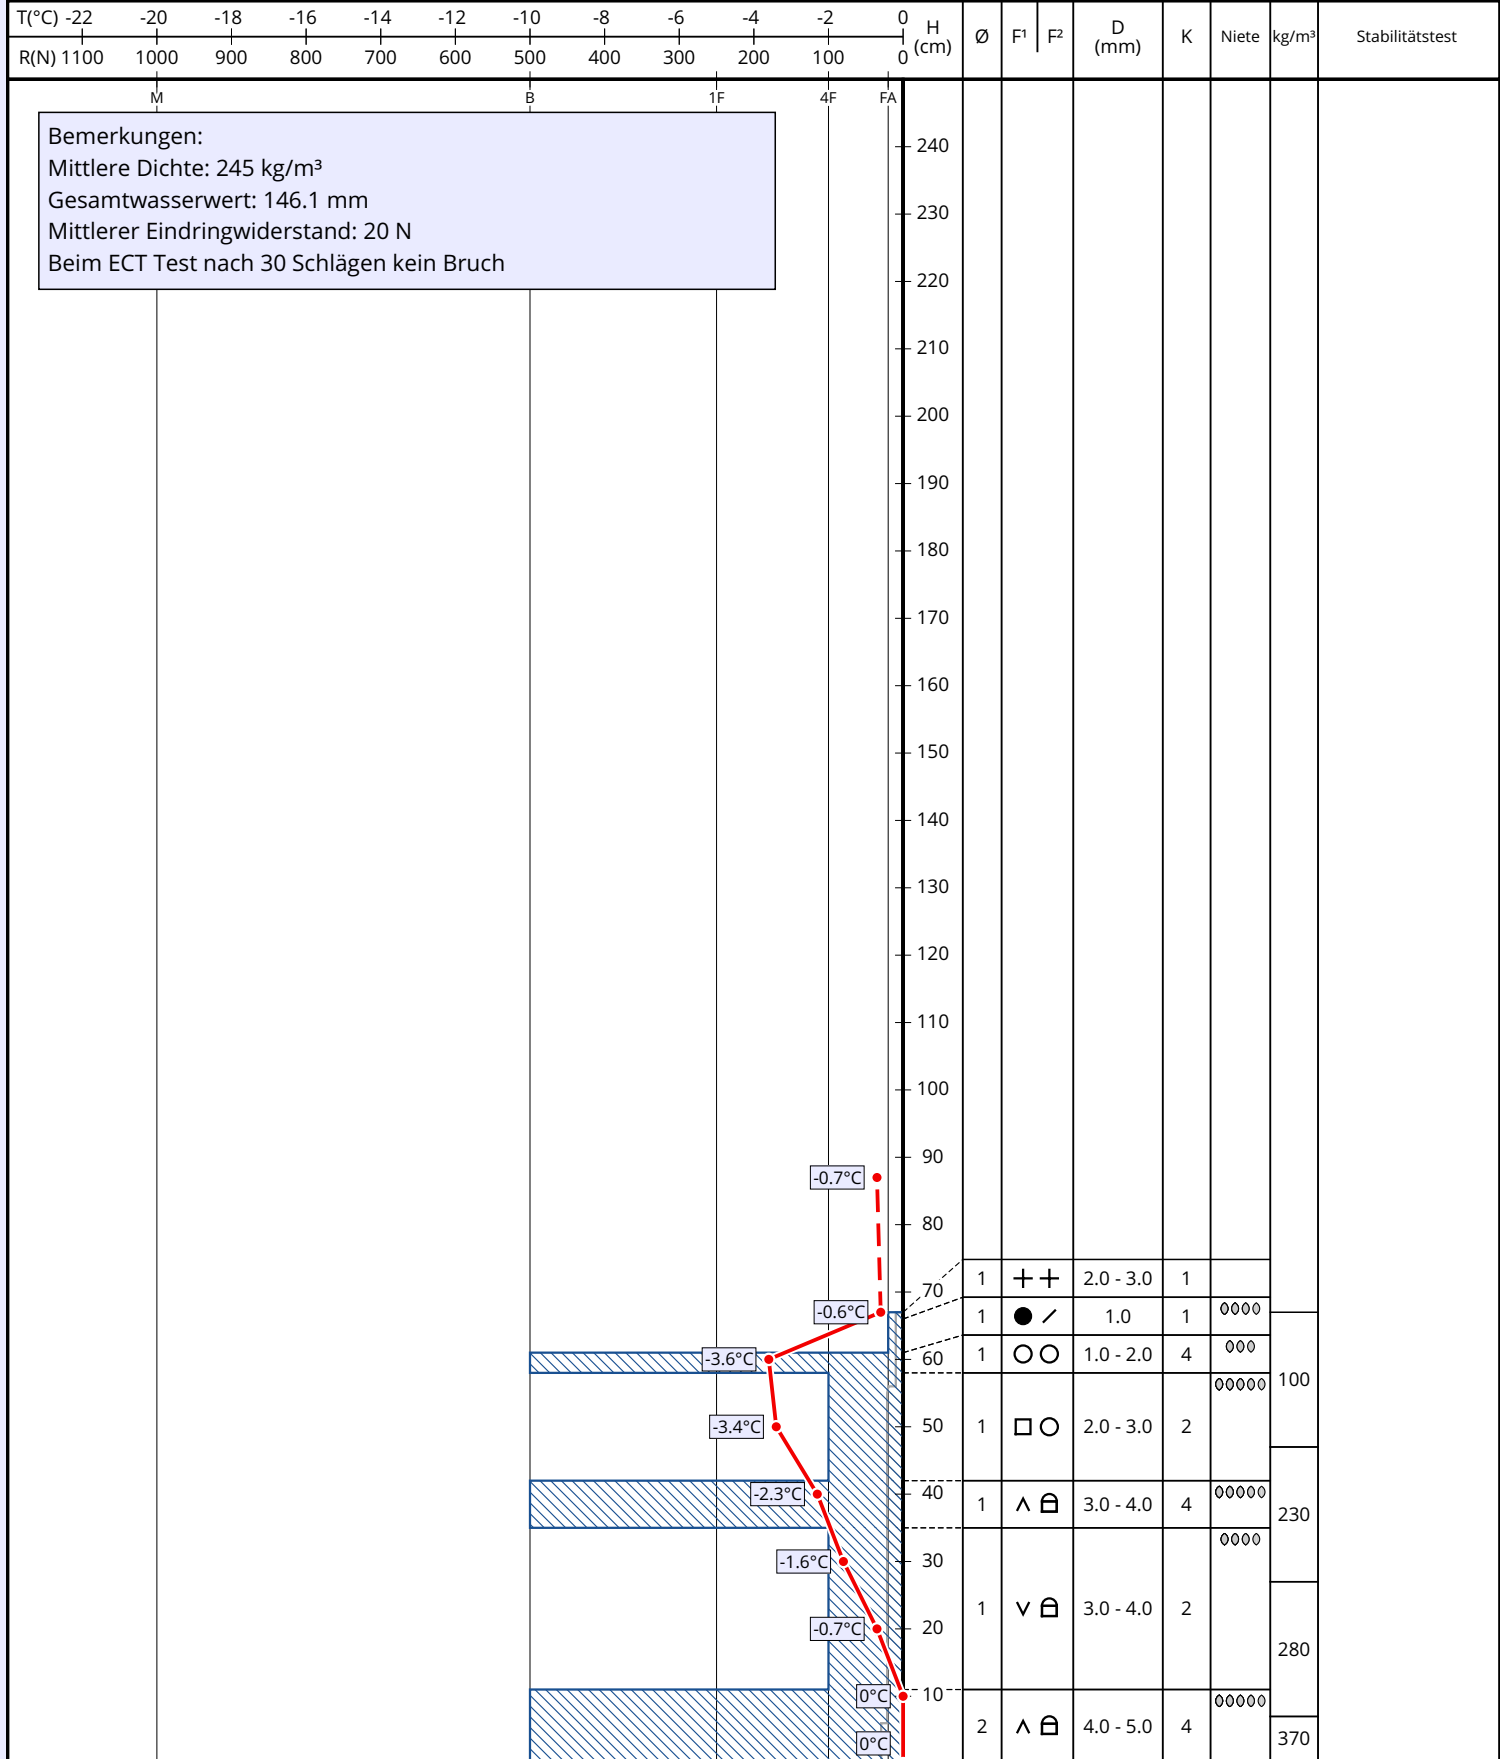 T(°C) -22 -20 -18 -16 -14 -12 -10 -8 -6 -4 -2 0
R(N) 1100 1000 800 800 700 600 500 400 300 200 100 0
H (cm) Ø F¹ F² D (mm) K Niete kg/m³ Stabilitätstest
M B 1F 4F FA
Bemerkungen:
Mittlere Dichte: 245 kg/m³
Gesamtwasserwert: 146.1 mm
Mittlerer Eindringwiderstand: 20 N
Beim ECT Test nach 30 Schlägen kein Bruch
240
230
220
210
200
190
180
170
160
150
140
130
120
110
100
90
-0.7°C
80
1 + + 2.0 - 3.0 1
70
-0.6°C
1 1.0 1
-3.6°C 60
1 1.0 - 2.0 4
100
-3.4°C 50
1 2.0 - 3.0 2
-2.3°C 40
1 3.0 - 4.0 4
230
-1.6°C 30
1 3.0 - 4.0 2
-0.7°C 20
280
0°C 10
2 4.0 - 5.0 4
370
0°C